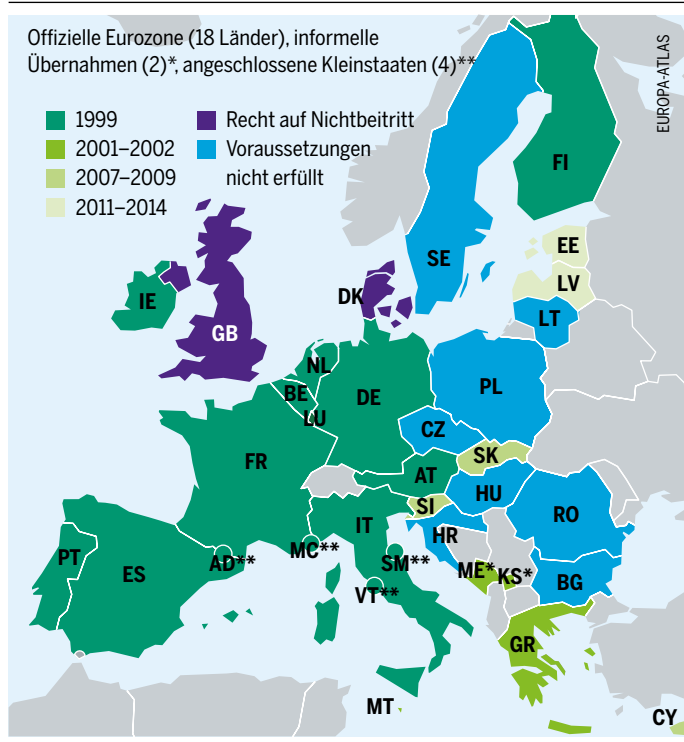 Offizielle Eurozone (18 Länder), informelle
Übernahmen (2)*, angeschlossene Kleinstaaten (4)**
EUROPA-ATLAS
1999
2001–2002
2007–2009
2011–2014
Recht auf Nichtbeitritt
Voraussetzungen
nicht erfüllt
FI
SE
EE
LV
LT
DK
IE
GB
NL
BE
LU
DE
PL
CZ
SK
AT
HU
FR
SI
RO
IT
HR
PT
ES
AD**
MC**
SM**
VT**
ME*
KS*
BG
GR
MT
CY